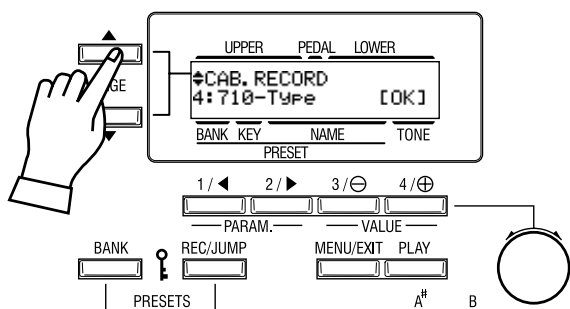 UPPER PEDAL LOWER
CAB. RECORD
4:710-Type [OK]
BANK KEY NAME TONE
PRESET
GE
1/◀ 2/▶ 3/⊖ 4/⊕
PARAM. VALUE
BANK REC/JUMP MENU/EXIT PLAY
PRESETS A# B